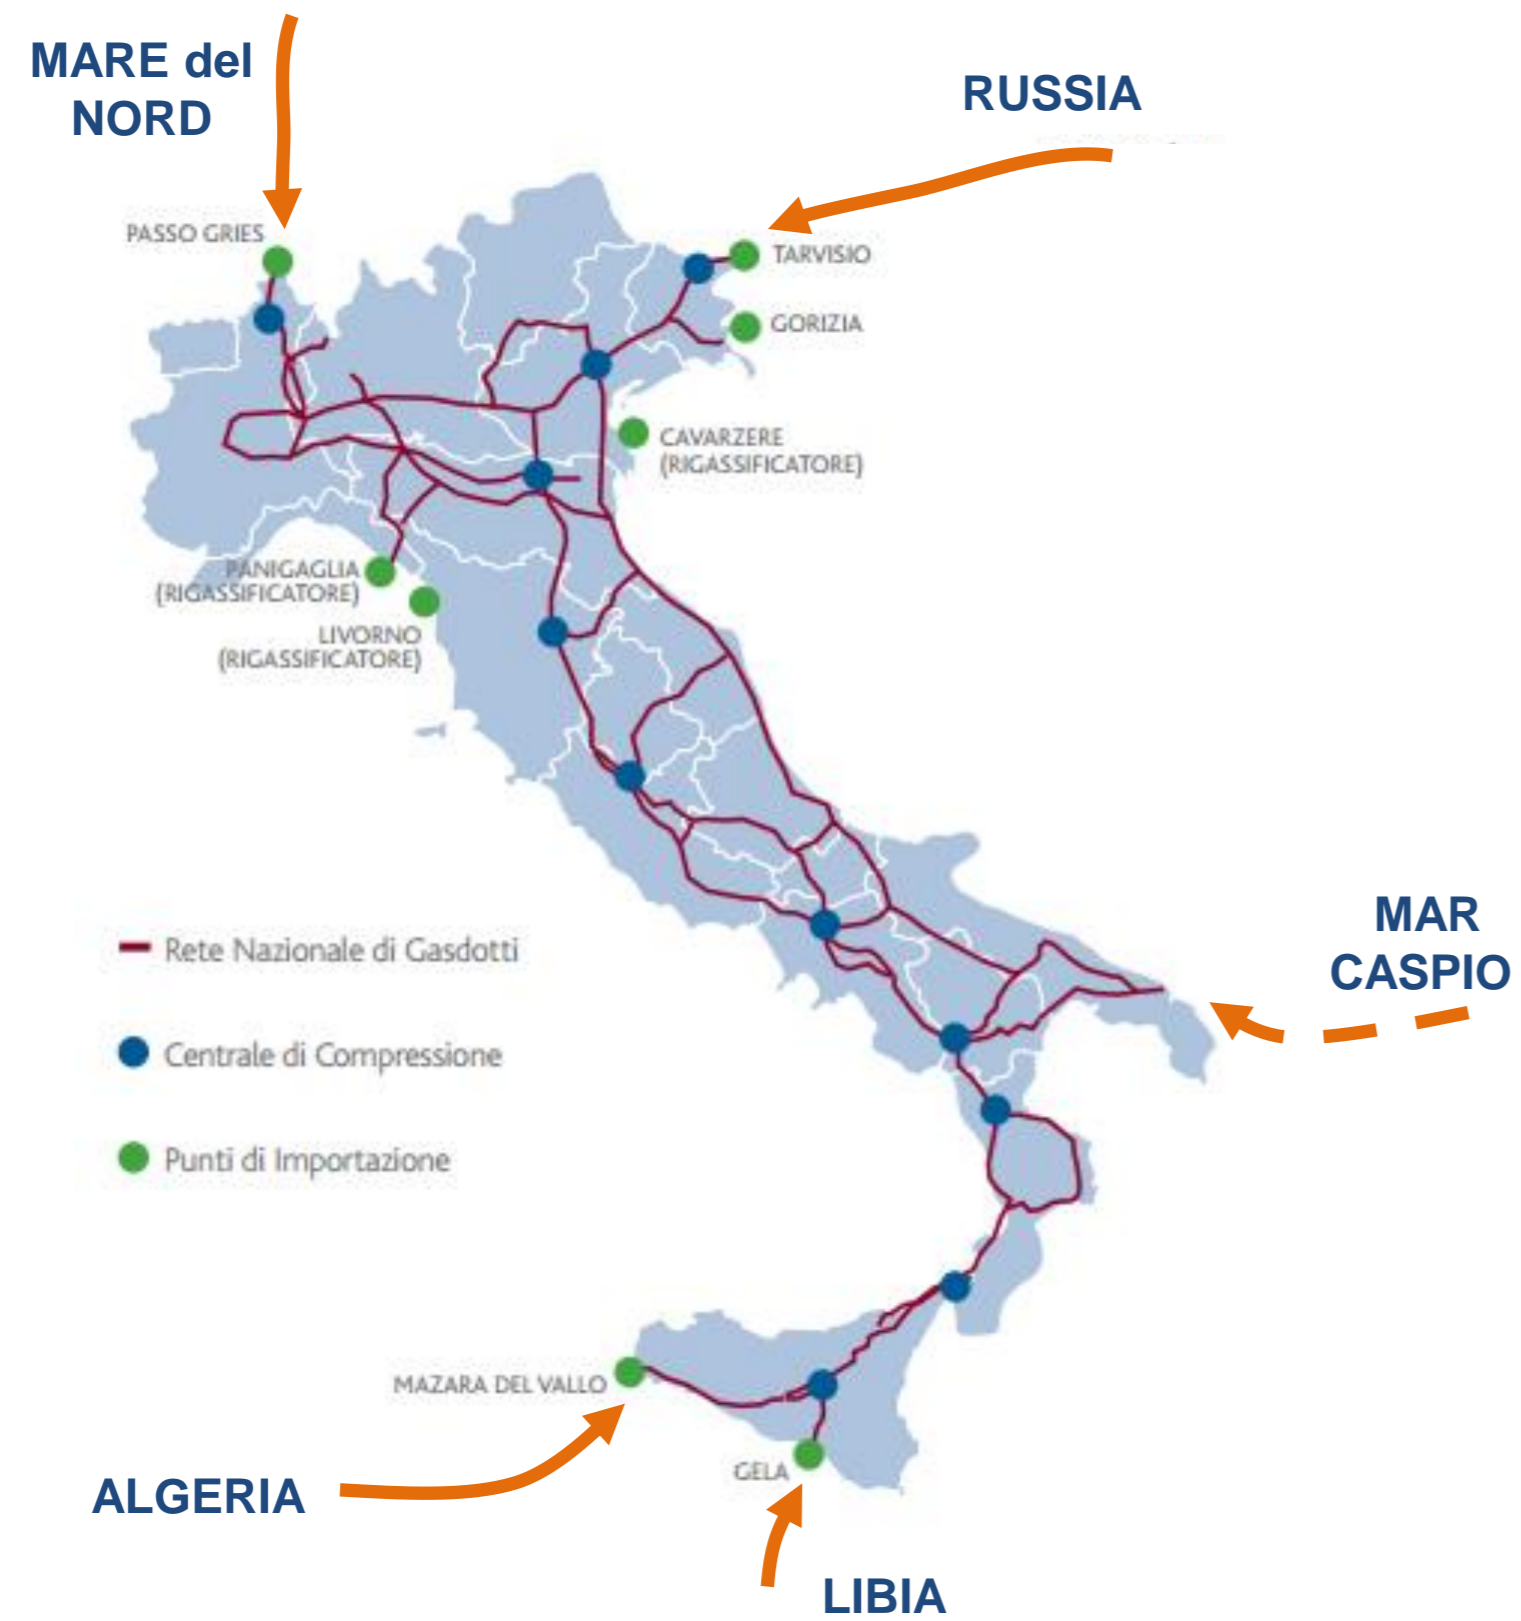 MARE del
NORD
RUSSIA
PASSO GRIES
TARVISIO
GORIZIA
CAVARZERE
(RIGASSIFICATORE)
PANIGAGLIA
(RIGASSIFICATORE)
LIVORNO
(RIGASSIFICATORE)
MAR
CASPIO
Rete Nazionale di Gasdotti
Centrale di Compressione
Punti di Importazione
MAZARA DEL VALLO
GELA
ALGERIA
LIBIA